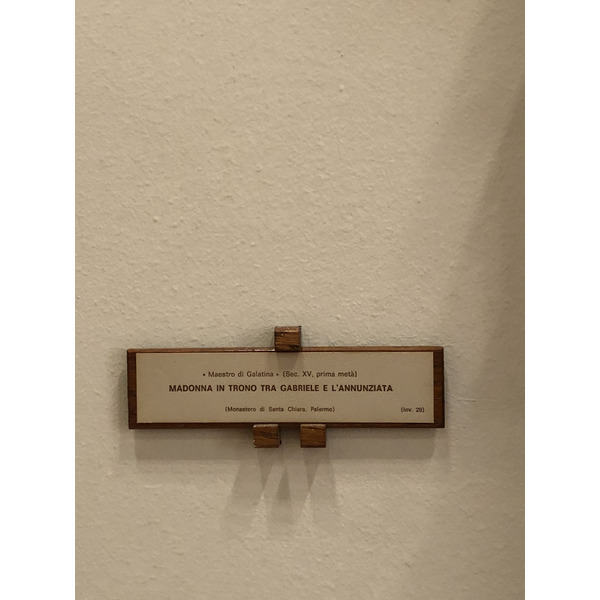 • Maestro di Galatina • (Sec. XV, prima metà)
MADONNA IN TRONO TRA GABRIELE E L'ANNUNZIATA
(Monastero di Santa Chiara, Palermo) (inv. 28)